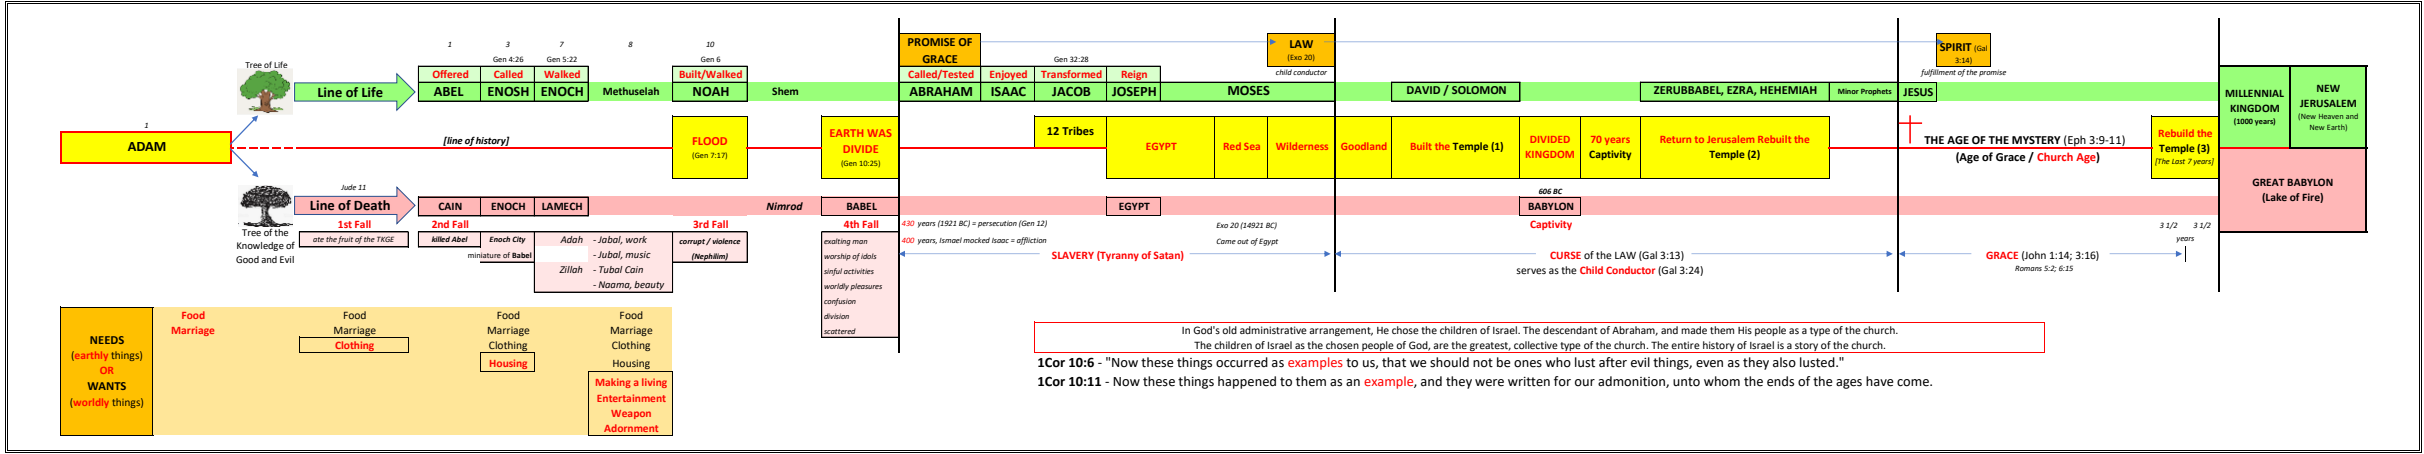 PROMISE OF
GRACE
LAW
(Exo 20)
child conductor
SPIRIT (Gal
3:14)
fulfillment of the promise
1
3
7
8
10
Gen 4:26
Gen 5:22
Gen 6
Gen 32:28
Tree of Life
Offered
Called
Walked
Built/Walked
Called/Tested
Enjoyed
Transformed
Reign
Line of Life
ABEL
ENOSH
ENOCH
Methuselah
NOAH
Shem
ABRAHAM
ISAAC
JACOB
JOSEPH
MOSES
DAVID / SOLOMON
ZERUBBABEL, EZRA, HEHEMIAH
Minor Prophets
JESUS
MILLENNIAL
KINGDOM
(1000 years)
NEW
JERUSALEM
(New Heaven and
New Earth)
1
ADAM
[line of history]
FLOOD
(Gen 7:17)
EARTH WAS
DIVIDE
(Gen 10:25)
12 Tribes
EGYPT
Red Sea
Wilderness
Goodland
Built the Temple (1)
DIVIDED
KINGDOM
70 years
Captivity
Return to Jerusalem Rebuilt the
Temple (2)
THE AGE OF THE MYSTERY (Eph 3:9-11)
(Age of Grace / Church Age)
Rebuild the
Temple (3)
[The Last 7 years]
GREAT BABYLON
(Lake of Fire)
Jude 11
Line of Death
CAIN
ENOCH
LAMECH
Nimrod
BABEL
EGYPT
606 BC
BABYLON
Captivity
Tree of the
Knowledge of
Good and Evil
1st Fall
ate the fruit of the TKGE
2nd Fall
killed Abel
Enoch City
miniature of Babel
Adah - Jabal, work
- Jubal, music
Zillah - Tubal Cain
- Naama, beauty
3rd Fall
corrupt / violence
(Nephilim)
4th Fall
exalting man
worship of idols
sinful activities
worldly pleasures
confusion
division
scattered
430 years (1921 BC) = persecution (Gen 12)
400 years, Ismael mocked Isaac = affliction
Exo 20 (14921 BC)
Came out of Egypt
SLAVERY (Tyranny of Satan)
CURSE of the LAW (Gal 3:13)
serves as the Child Conductor (Gal 3:24)
GRACE (John 1:14; 3:16)
Romans 5:2; 6:15
3 1/2 3 1/2
years
NEEDS
(earthly things)
OR
WANTS
(worldly things)
Food
Marriage
Food
Marriage
Clothing
Food
Marriage
Clothing
Housing
Food
Marriage
Clothing
Housing
Making a living
Entertainment
Weapon
Adornment
In God's old administrative arrangement, He chose the children of Israel. The descendant of Abraham, and made them His people as a type of the church.
The children of Israel as the chosen people of God, are the greatest, collective type of the church. The entire history of Israel is a story of the church.
1Cor 10:6 - "Now these things occurred as examples to us, that we should not be ones who lust after evil things, even as they also lusted."
1Cor 10:11 - Now these things happened to them as an example, and they were written for our admonition, unto whom the ends of the ages have come.